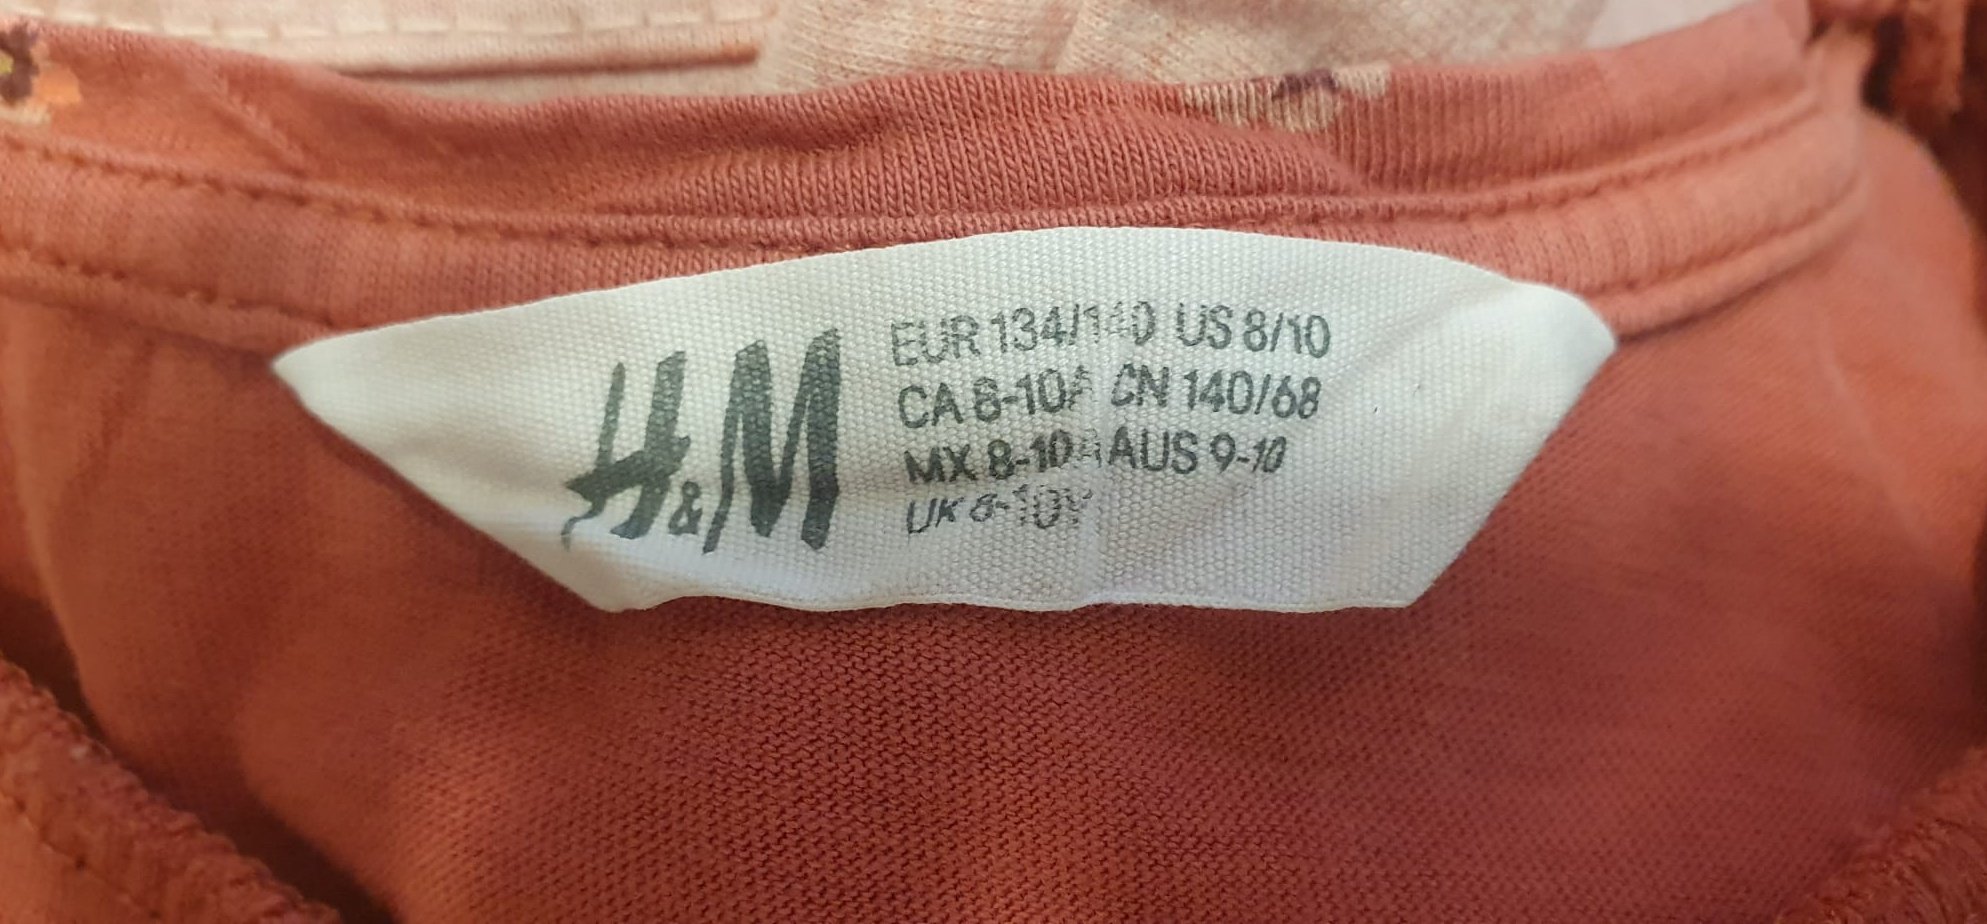 H&M
EUR 134/140 US 8/10
CA 8-10A CN 140/68
MX 8-10A AUS 9-10
UK 8-10Y